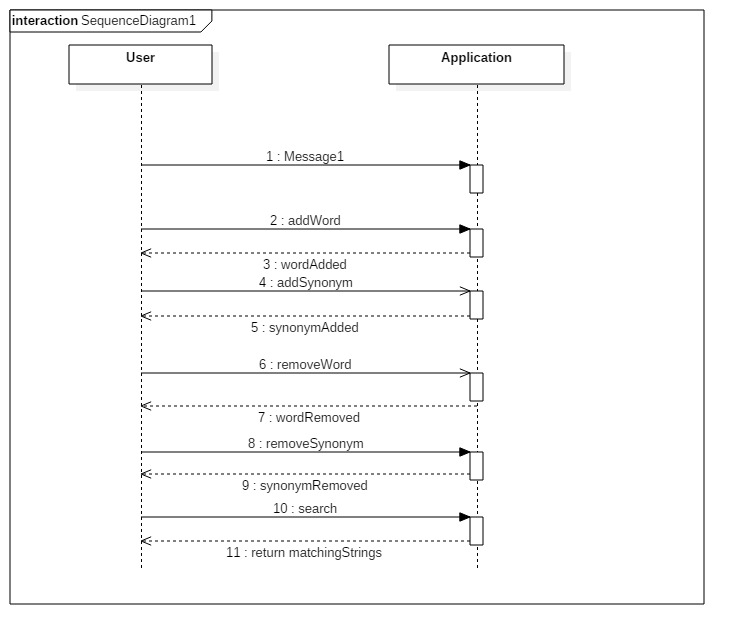 interaction SequenceDiagram1
User
Application
1 : Message1
2 : addWord
3 : wordAdded
4 : addSynonym
5 : synonymAdded
6 : removeWord
7 : wordRemoved
8 : removeSynonym
9 : synonymRemoved
10 : search
11 : return matchingStrings